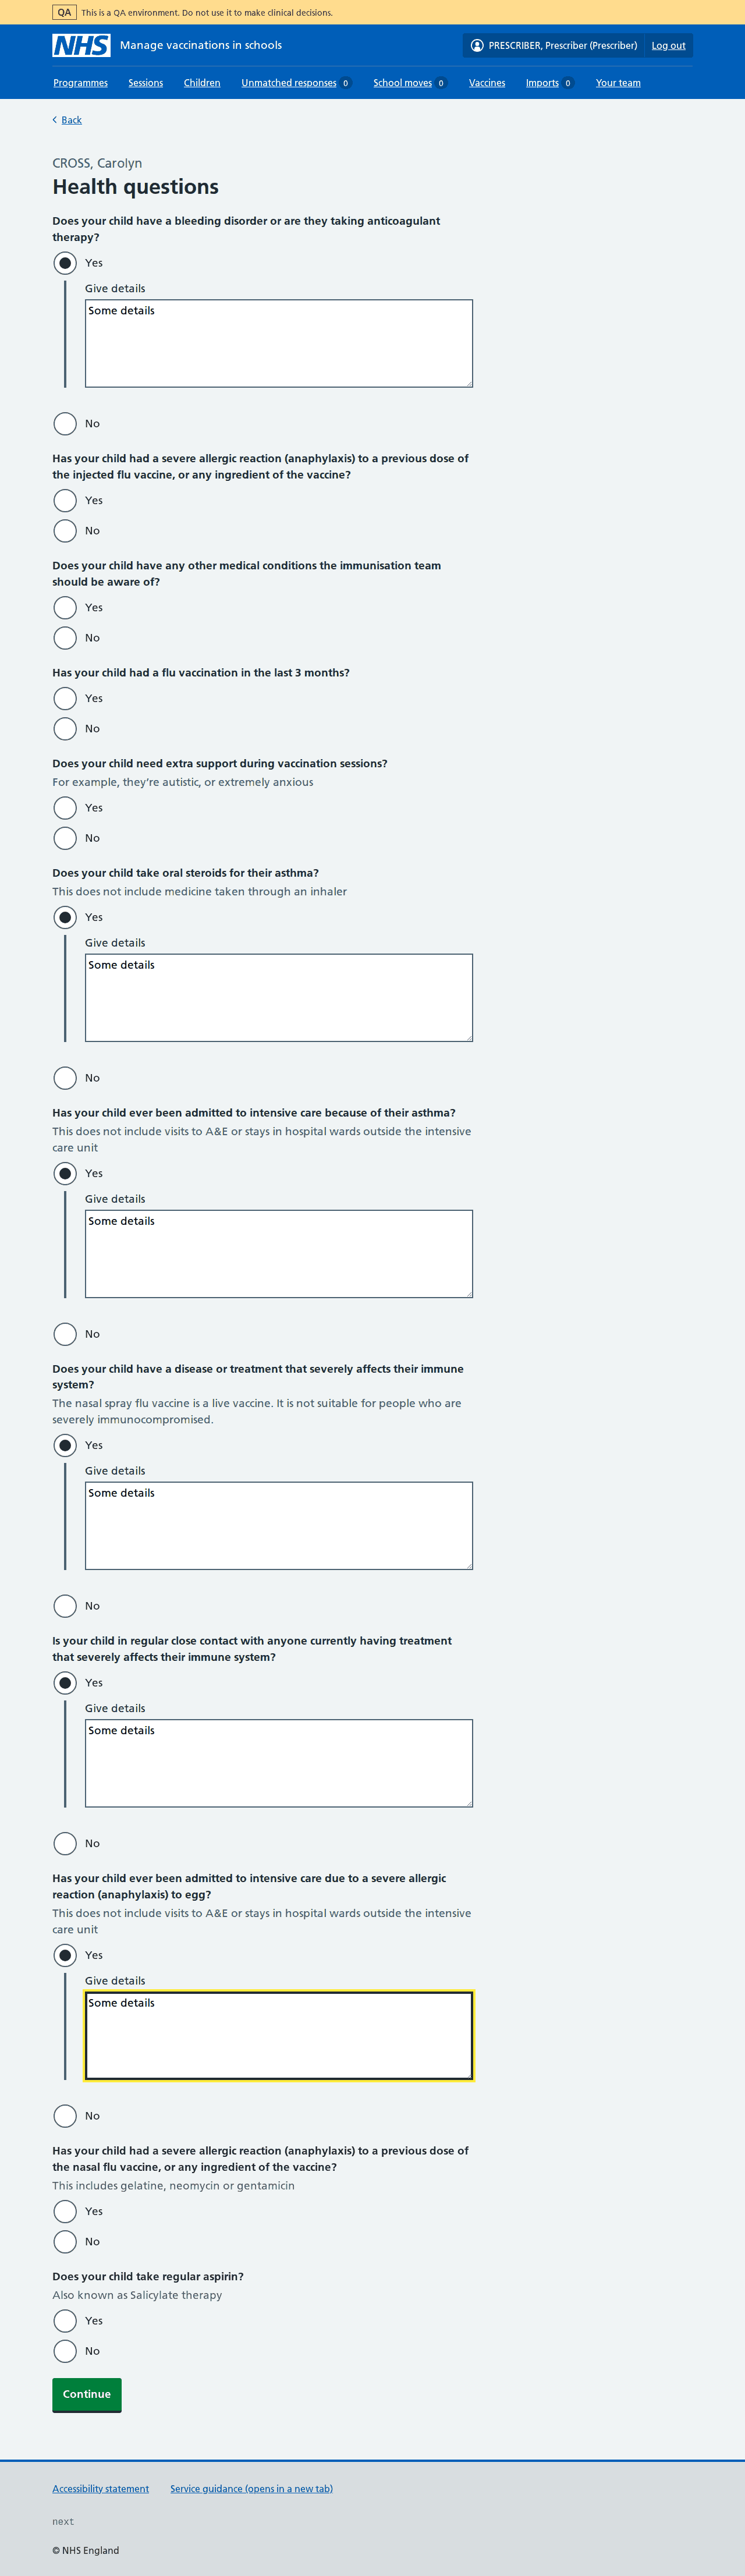 QA This is a QA environment. Do not use it to make clinical decisions.
NHS Manage vaccinations in schools PRESCRIBER, Prescriber (Prescriber) Log out
Programmes Sessions Children Unmatched responses 0 School moves 0 Vaccines Imports 0 Your team
Back
CROSS, Carolyn
Health questions
Does your child have a bleeding disorder or are they taking anticoagulant
therapy?
Yes
Give details
Some details
No
Has your child had a severe allergic reaction (anaphylaxis) to a previous dose of
the injected flu vaccine, or any ingredient of the vaccine?
Yes
No
Does your child have any other medical conditions the immunisation team
should be aware of?
Yes
No
Has your child had a flu vaccination in the last 3 months?
Yes
No
Does your child need extra support during vaccination sessions?
For example, they’re autistic, or extremely anxious
Yes
No
Does your child take oral steroids for their asthma?
This does not include medicine taken through an inhaler
Yes
Give details
Some details
No
Has your child ever been admitted to intensive care because of their asthma?
This does not include visits to A&E or stays in hospital wards outside the intensive
care unit
Yes
Give details
Some details
No
Does your child have a disease or treatment that severely affects their immune
system?
The nasal spray flu vaccine is a live vaccine. It is not suitable for people who are
severely immunocompromised.
Yes
Give details
Some details
No
Is your child in regular close contact with anyone currently having treatment
that severely affects their immune system?
Yes
Give details
Some details
No
Has your child ever been admitted to intensive care due to a severe allergic
reaction (anaphylaxis) to egg?
This does not include visits to A&E or stays in hospital wards outside the intensive
care unit
Yes
Give details
Some details
No
Has your child had a severe allergic reaction (anaphylaxis) to a previous dose of
the nasal flu vaccine, or any ingredient of the vaccine?
This includes gelatine, neomycin or gentamicin
Yes
No
Does your child take regular aspirin?
Also known as Salicylate therapy
Yes
No
Continue
Accessibility statement Service guidance (opens in a new tab)
next
© NHS England